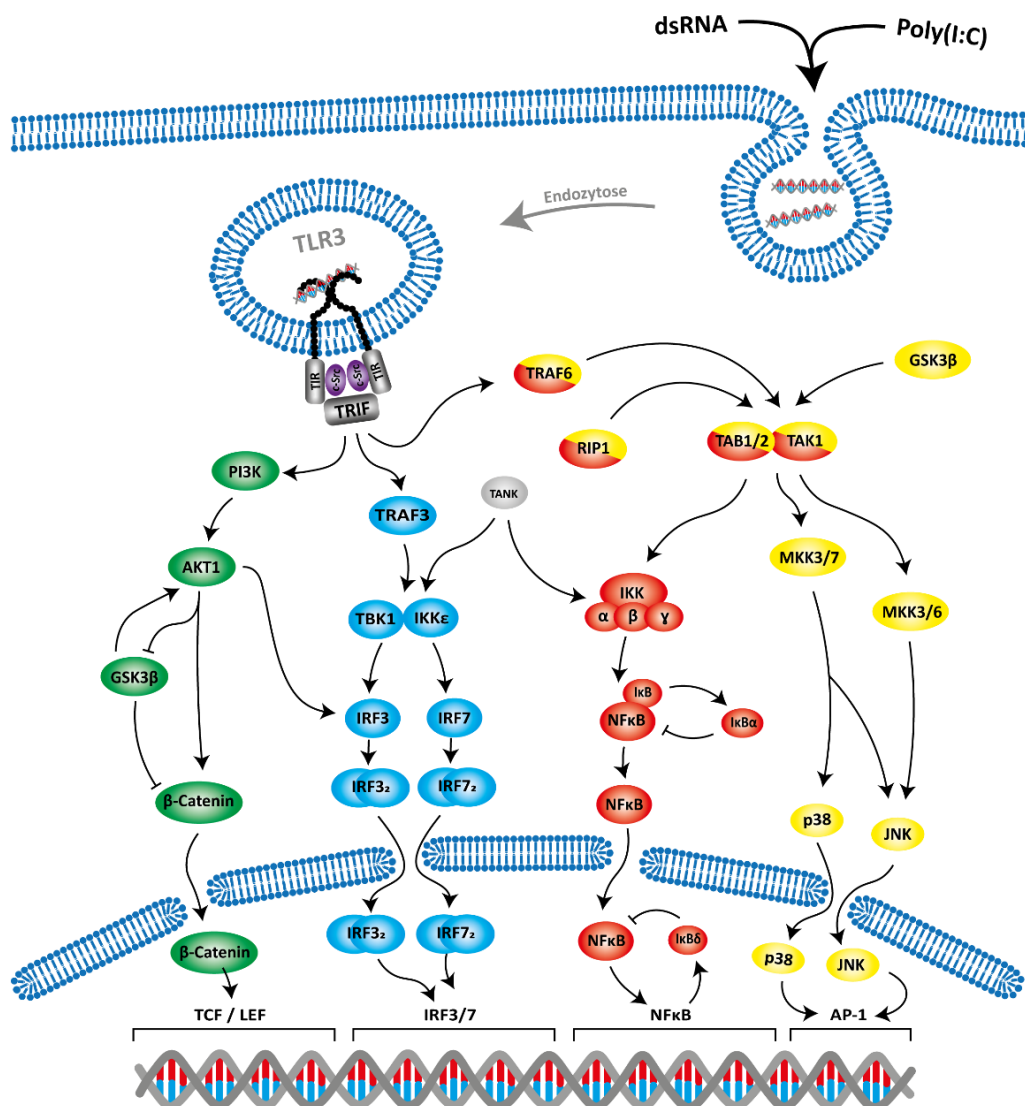 dsRNA
Poly(I:C)
Endozytose
TLR3
TIR
c-Src
c-Src
TIR
TRIF
TRAF6
GSK3β
RIP1
TAB1/2
TAK1
PI3K
TANK
TRAF3
AKT1
MKK3/7
IKK
α
β
γ
TBK1
IKKε
MKK3/6
GSK3β
IκB
NFκB
IκBα
IRF3
IRF7
IRF3₂
IRF7₂
β-Catenin
NFκB
p38
JNK
IRF3₂
IRF7₂
NFκB
IκBδ
β-Catenin
p38
JNK
TCF / LEF
IRF3/7
NFκB
AP-1